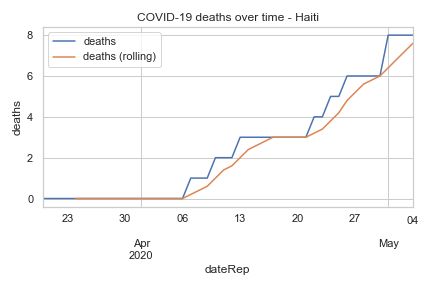 COVID-19 deaths over time - Haiti
deaths
deaths (rolling)
8
6
4
2
0
deaths
23 30 06 13 20 27 04
Apr May
2020
dateRep